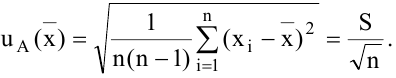 u_A(x̄) = √(1/(n(n−1)) ∑_{i=1}^{n} (x_i − x̄)²) = S/√n.